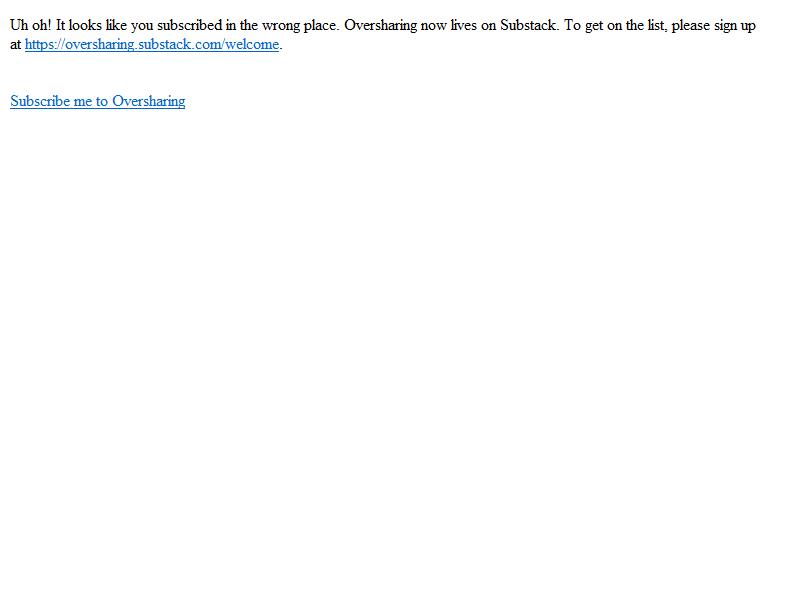 Uh oh! It looks like you subscribed in the wrong place. Oversharing now lives on Substack. To get on the list, please sign up
at https://oversharing.substack.com/welcome.
Subscribe me to Oversharing